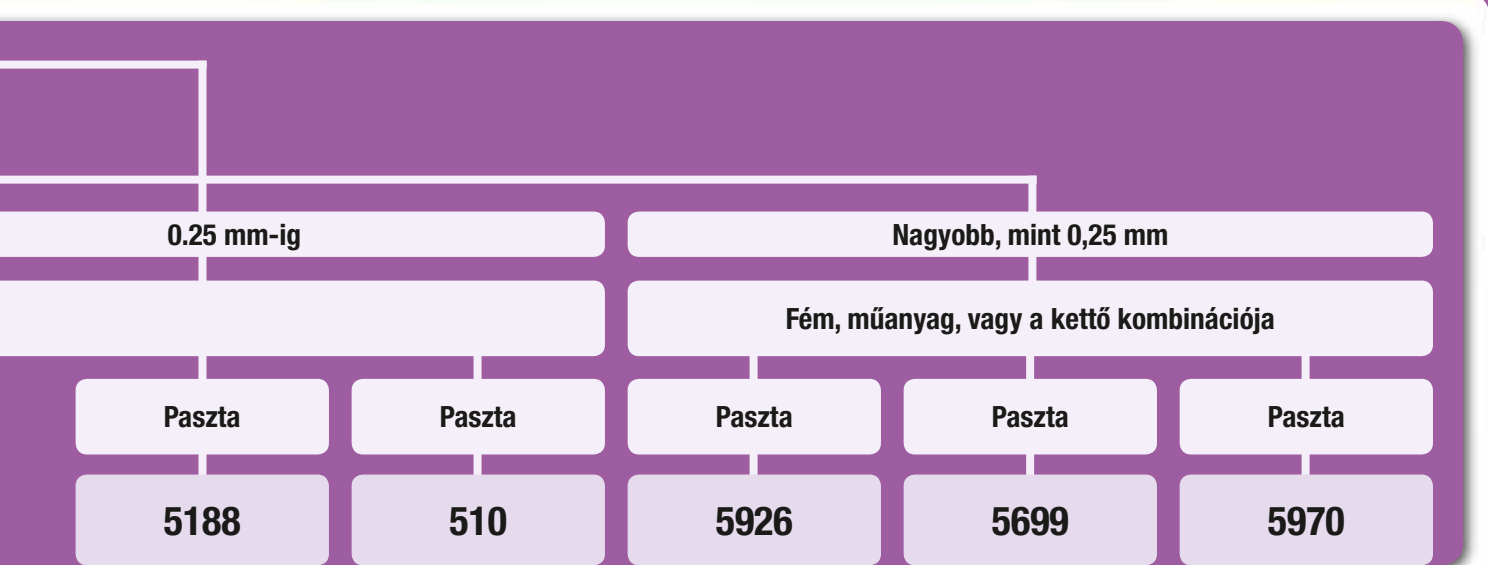 0.25 mm-ig
Nagyobb, mint 0,25 mm
Fém, műanyag, vagy a kettő kombinációja
Paszta
Paszta
Paszta
Paszta
Paszta
5188
510
5926
5699
5970